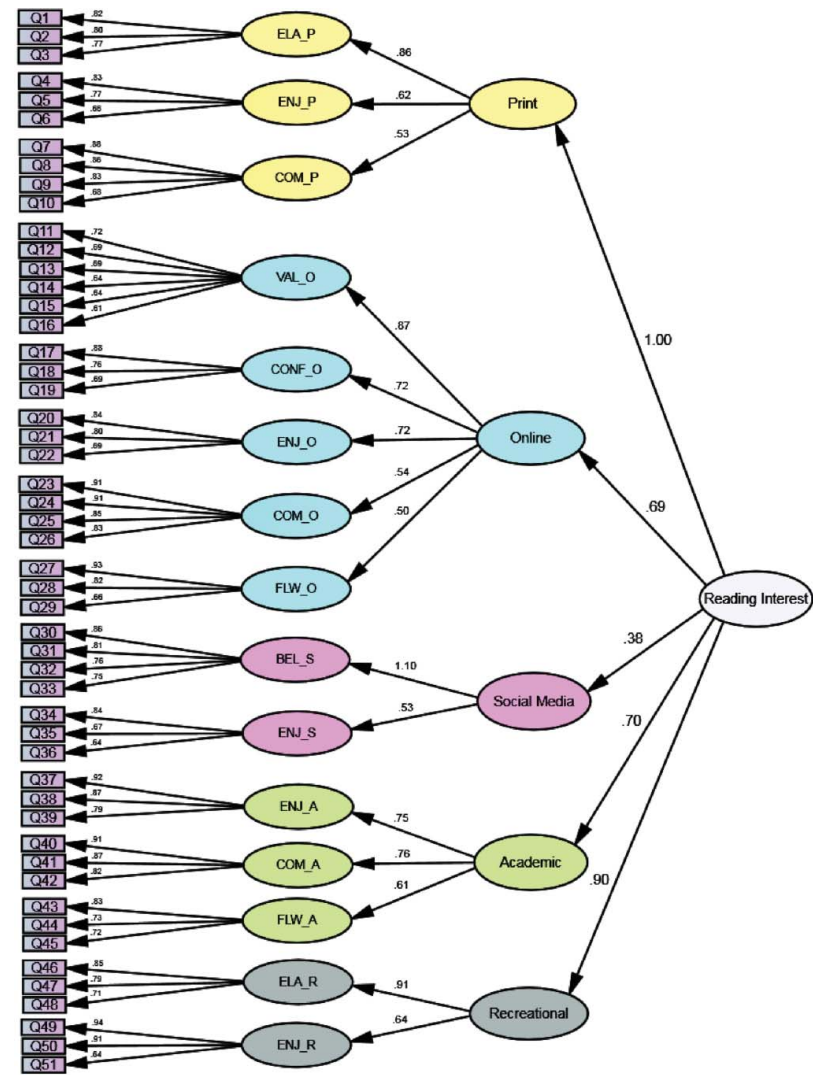 Q1
Q2
Q3
.82
.80
.77
ELA_P
Q4
Q5
Q6
.83
.77
.65
ENJ_P
Q7
Q8
Q9
Q10
.88
.86
.83
.68
COM_P
.86
.62
.53
Print
Q11
Q12
Q13
Q14
Q15
Q16
.72
.69
.69
.64
.64
.61
VAL_O
Q17
Q18
Q19
.88
.76
.69
CONF_O
Q20
Q21
Q22
.84
.80
.69
ENJ_O
Q23
Q24
Q25
Q26
.91
.91
.85
.83
COM_O
Q27
Q28
Q29
.93
.82
.66
FLW_O
.87
.72
.72
.54
.50
Online
Q30
Q31
Q32
Q33
.86
.81
.76
.75
BEL_S
Q34
Q35
Q36
.84
.67
.64
ENJ_S
1.10
.53
Social Media
Q37
Q38
Q39
.92
.87
.79
ENJ_A
Q40
Q41
Q42
.91
.87
.82
COM_A
Q43
Q44
Q45
.83
.73
.72
FLW_A
.75
.76
.61
Academic
Q46
Q47
Q48
.85
.79
.71
ELA_R
Q49
Q50
Q51
.94
.91
.64
ENJ_R
.91
.64
Recreational
1.00
.69
.38
.70
.90
Reading Interest